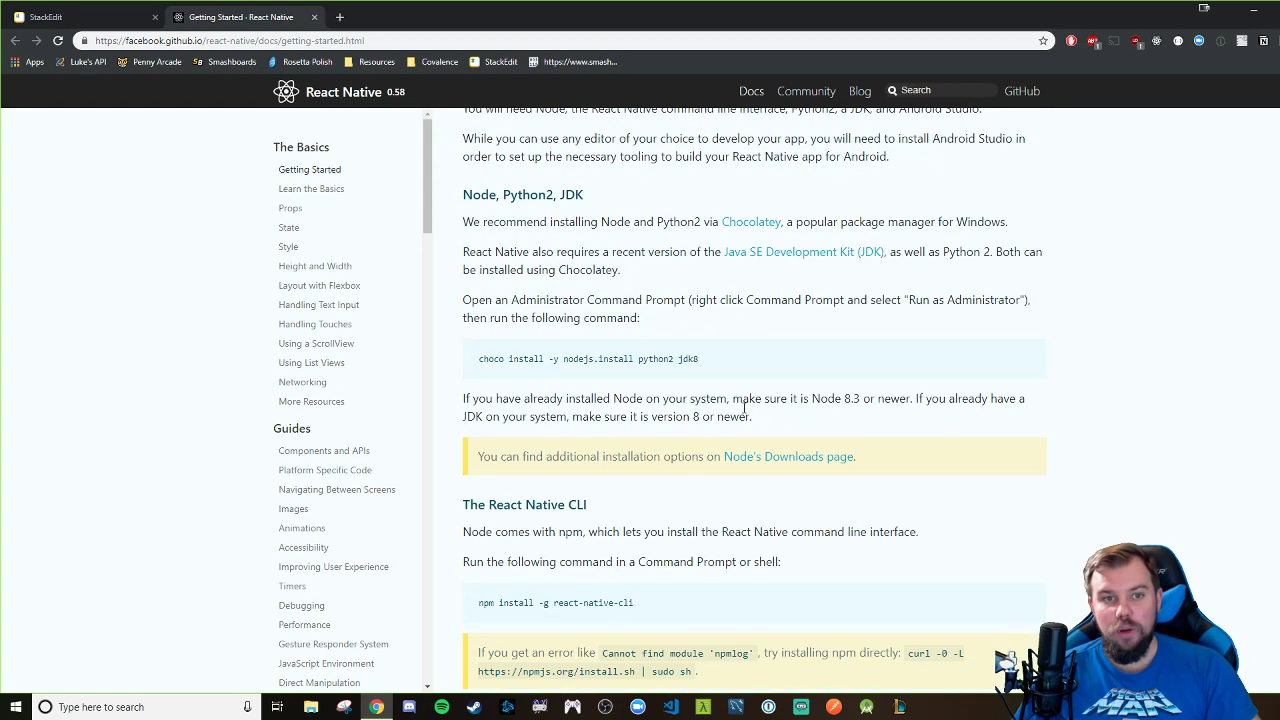 StackEdit
Getting Started · React Native
https://facebook.github.io/react-native/docs/getting-started.html
Apps
Luke's API
Penny Arcade
Smashboards
Rosetta Polish
Resources
Covalence
StackEdit
https://www.smash...
React Native 0.58
Docs
Community
Blog
Search
GitHub
The Basics
Getting Started
Learn the Basics
Props
State
Style
Height and Width
Layout with Flexbox
Handling Text Input
Handling Touches
Using a ScrollView
Using List Views
Networking
More Resources
Guides
Components and APIs
Platform Specific Code
Navigating Between Screens
Images
Animations
Accessibility
Improving User Experience
Timers
Debugging
Performance
Gesture Responder System
JavaScript Environment
Direct Manipulation
You will need Node, the React Native command line interface, Python2, a JDK, and Android Studio.
While you can use any editor of your choice to develop your app, you will need to install Android Studio in
order to set up the necessary tooling to build your React Native app for Android.
Node, Python2, JDK
We recommend installing Node and Python2 via Chocolatey, a popular package manager for Windows.
React Native also requires a recent version of the Java SE Development Kit (JDK), as well as Python 2. Both can
be installed using Chocolatey.
Open an Administrator Command Prompt (right click Command Prompt and select "Run as Administrator"),
then run the following command:
choco install -y nodejs.install python2 jdk8
If you have already installed Node on your system, make sure it is Node 8.3 or newer. If you already have a
JDK on your system, make sure it is version 8 or newer.
You can find additional installation options on Node's Downloads page.
The React Native CLI
Node comes with npm, which lets you install the React Native command line interface.
Run the following command in a Command Prompt or shell:
npm install -g react-native-cli
If you get an error like Cannot find module 'npmlog', try installing npm directly: curl -0 -L
https://npmjs.org/install.sh | sudo sh.
MEGA MAN
Type here to search